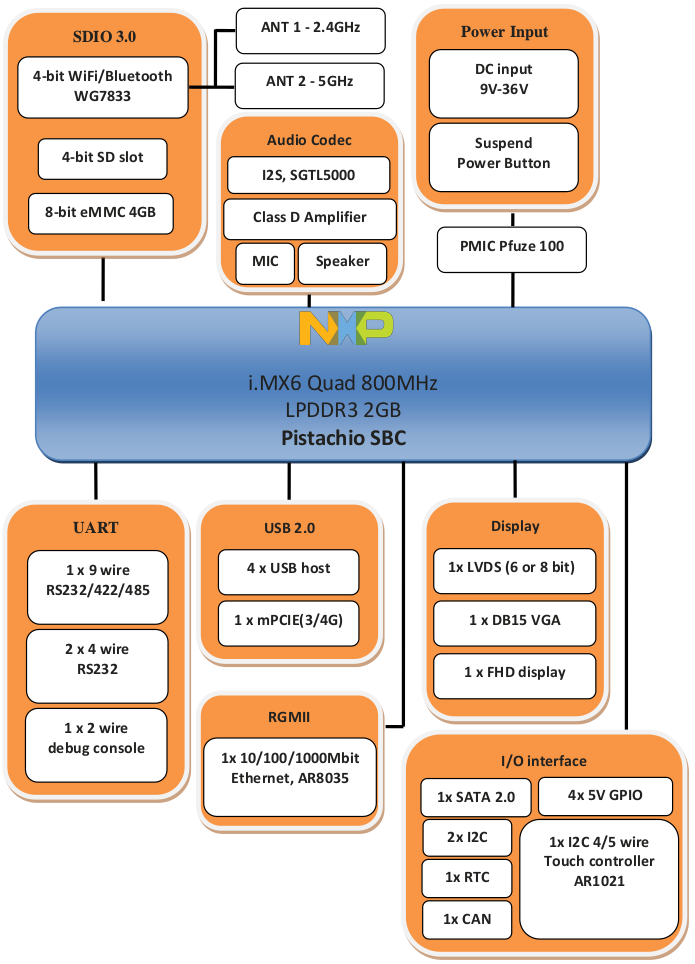 SDIO 3.0
4-bit WiFi/Bluetooth
WG7833
4-bit SD slot
8-bit eMMC 4GB
ANT 1 - 2.4GHz
ANT 2 - 5GHz
Audio Codec
I2S, SGTL5000
Class D Amplifier
MIC
Speaker
Power Input
DC input
9V-36V
Suspend
Power Button
PMIC Pfuze 100
NXP
i.MX6 Quad 800MHz
LPDDR3 2GB
Pistachio SBC
UART
1 x 9 wire
RS232/422/485
2 x 4 wire
RS232
1 x 2 wire
debug console
USB 2.0
4 x USB host
1 x mPCIE(3/4G)
RGMII
1x 10/100/1000Mbit
Ethernet, AR8035
Display
1x LVDS (6 or 8 bit)
1 x DB15 VGA
1 x FHD display
I/O interface
1x SATA 2.0
4x 5V GPIO
2x I2C
1x RTC
1x CAN
1x I2C 4/5 wire
Touch controller
AR1021